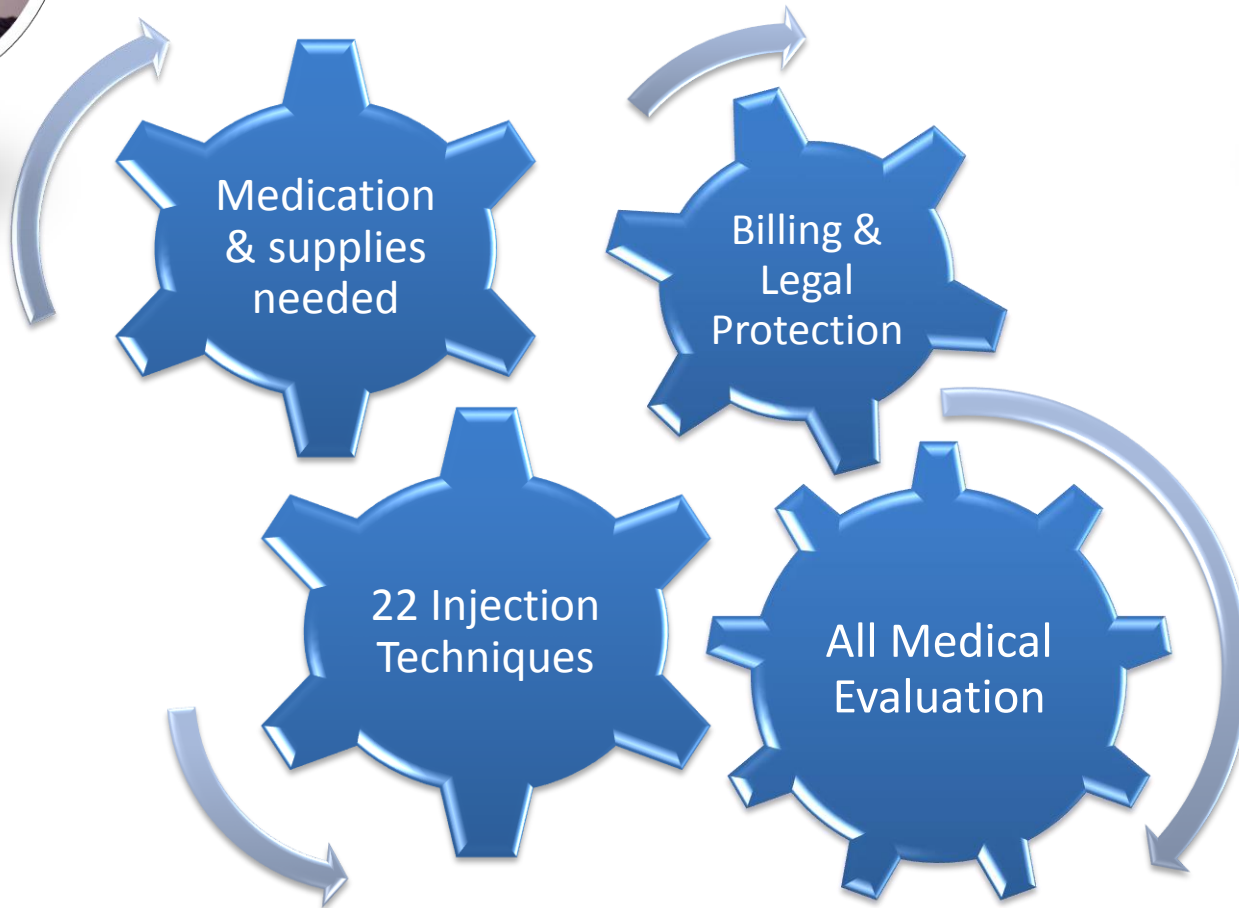 Medication
& supplies
needed
Billing &
Legal
Protection
22 Injection
Techniques
All Medical
Evaluation